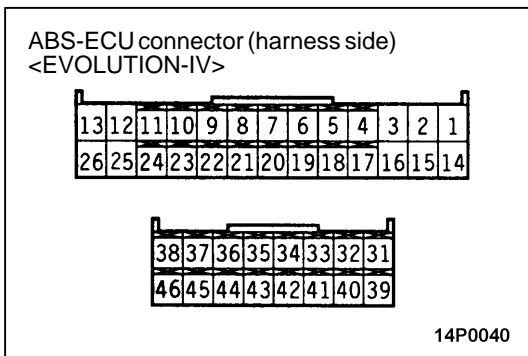 ABS-ECU connector (harness side)
<EVOLUTION-IV>
13 12 11 10 9 8 7 6 5 4 3 2 1
26 25 24 23 22 21 20 19 18 17 16 15 14
38 37 36 35 34 33 32 31
46 45 44 43 42 41 40 39
14P0040